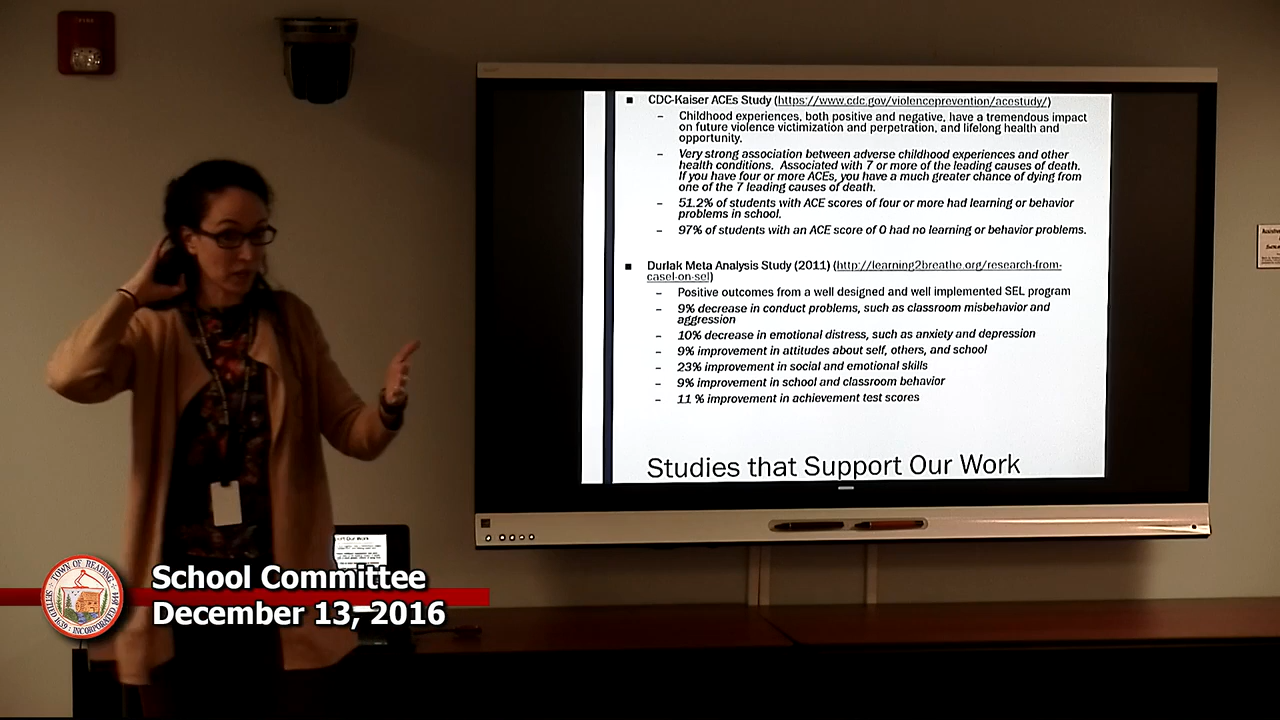 FIRE
■ CDC-Kaiser ACEs Study (https://www.cdc.gov/violenceprevention/acestudy/)
– Childhood experiences, both positive and negative, have a tremendous impact
on future violence victimization and perpetration, and lifelong health and
opportunity.
– Very strong association between adverse childhood experiences and other
health conditions. Associated with 7 or more of the leading causes of death.
If you have four or more ACEs, you have a much greater chance of dying from
one of the 7 leading causes of death.
– 51.2% of students with ACE scores of four or more had learning or behavior
problems in school.
– 97% of students with an ACE score of 0 had no learning or behavior problems.
■ Durlak Meta Analysis Study (2011) (http://learning2breathe.org/research-from-
casel-on-sel)
– Positive outcomes from a well designed and well implemented SEL program
– 9% decrease in conduct problems, such as classroom misbehavior and
aggression
– 10% decrease in emotional distress, such as anxiety and depression
– 9% improvement in attitudes about self, others, and school
– 23% improvement in social and emotional skills
– 9% improvement in school and classroom behavior
– 11 % improvement in achievement test scores
Studies that Support Our Work
School Committee
December 13, 2016
TOWN OF READING
SETTLED 1639 INCORPORATED 1644